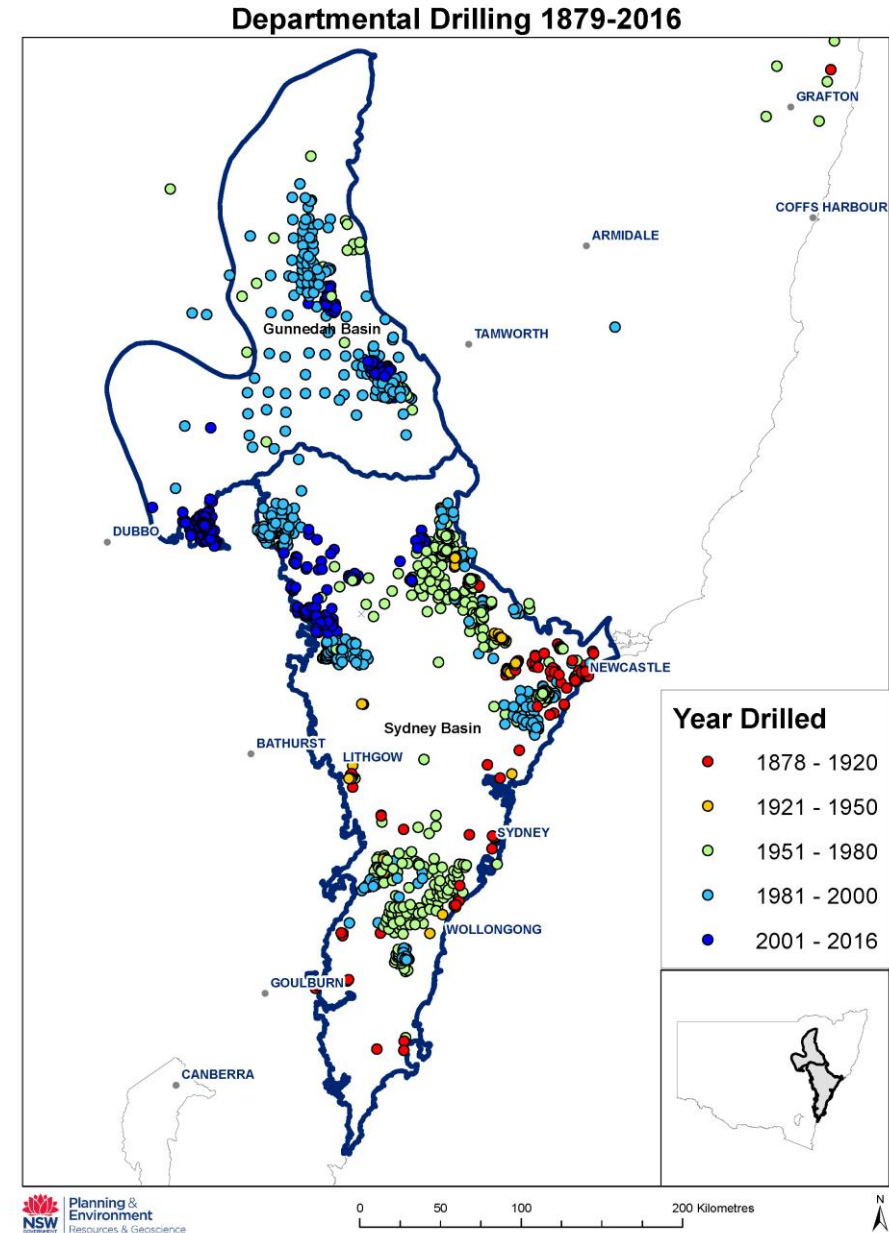 Departmental Drilling 1879-2016
GRAFTON
COFFS HARBOUR
ARMIDALE
TAMWORTH
Gunnedah Basin
DUBBO
NEWCASTLE
Sydney Basin
BATHURST
LITHGOW
SYDNEY
WOLLONGONG
GOULBURN
CANBERRA
Year Drilled
1878 - 1920
1921 - 1950
1951 - 1980
1981 - 2000
2001 - 2016
NSW
GOVERNMENT
Planning &
Environment
Resources & Geoscience
0 50 100 200 Kilometres
N